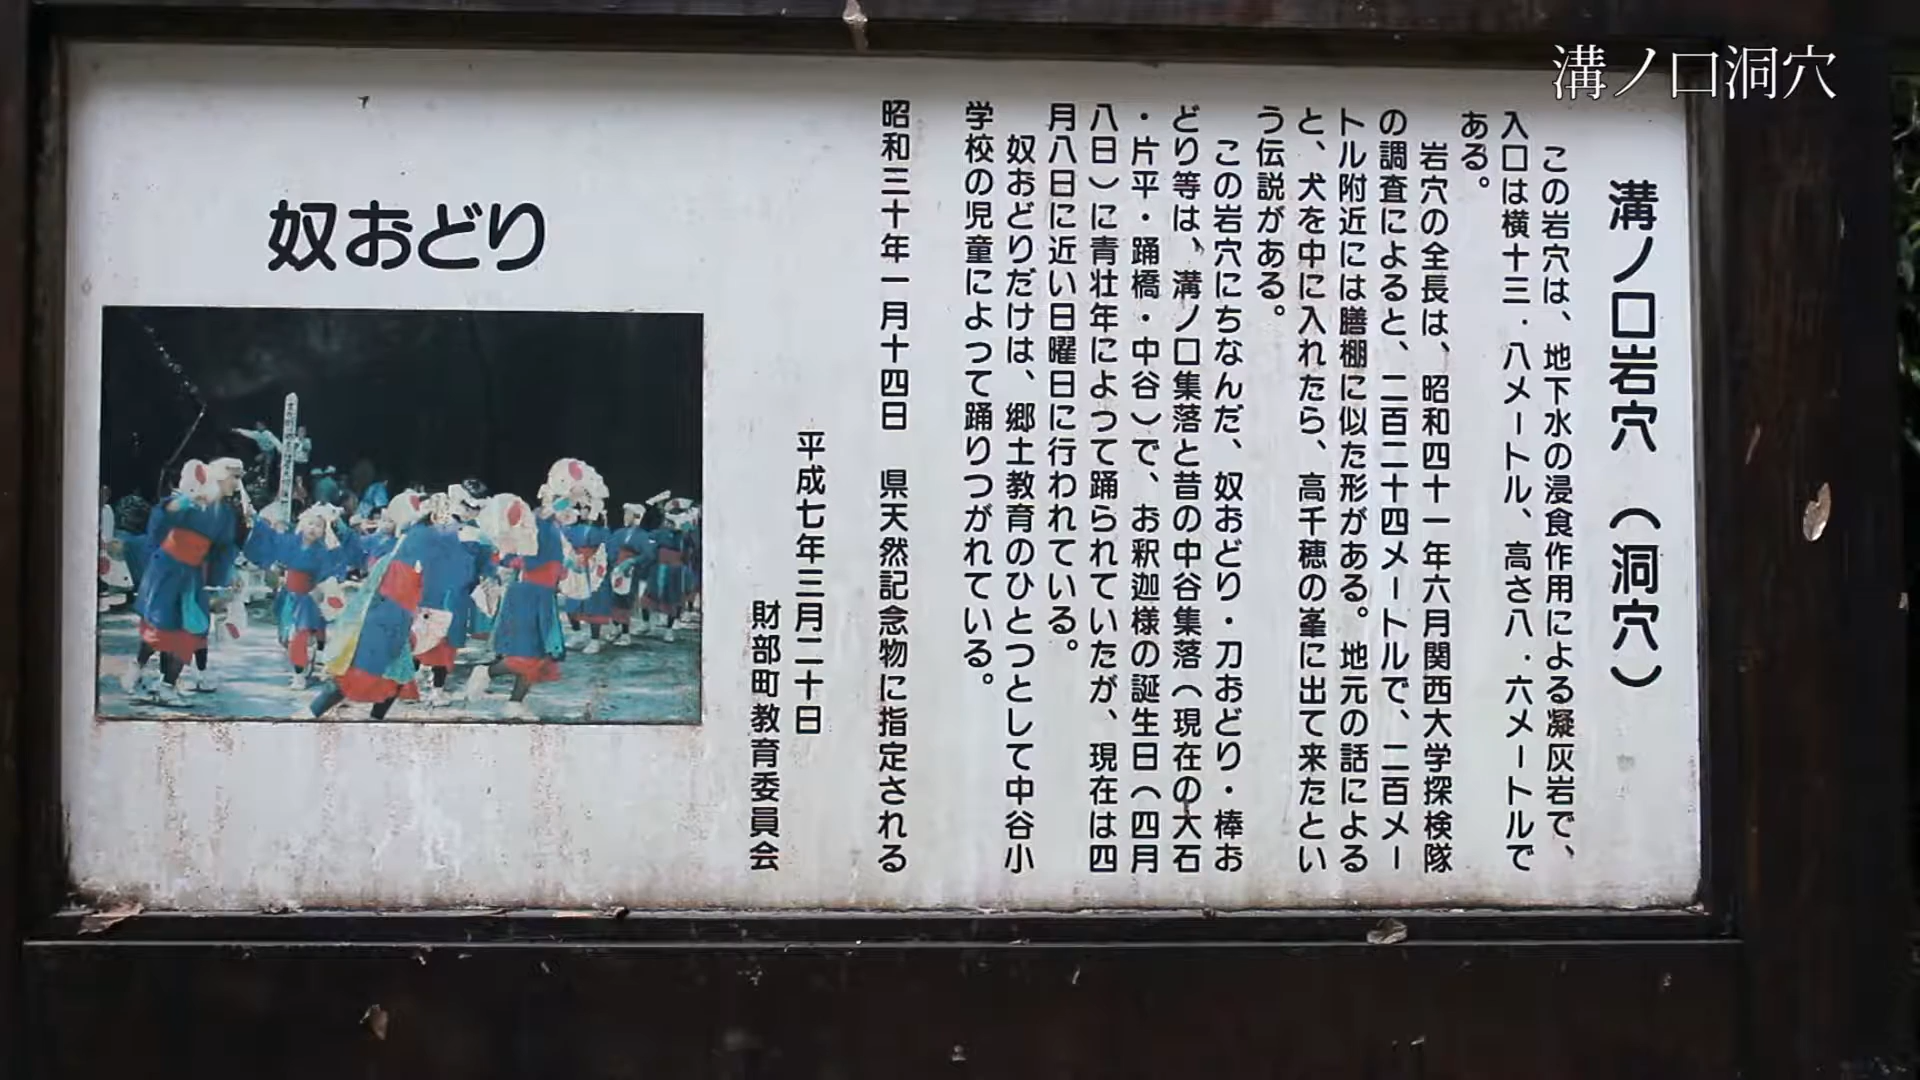 溝ノ口洞穴
溝ノ口岩穴（洞穴）
この岩穴は、地下水の浸食作用による凝灰岩で、
入口は横十三．八メートル、高さ八．六メートルで
ある。
岩穴の全長は、昭和四十一年六月関西大学探検隊
の調査によると、二百二十四メートルで、二百メー
トル附近には膳棚に似た形がある。地元の話による
と、犬を中に入れたら、高千穂の峯に出て来たとい
う伝説がある。
この岩穴にちなんだ、奴おどり・刀おどり・棒お
どり等は、溝ノ口集落と昔の中谷集落（現在の大石
・片平・踊橋・中谷）で、お釈迦様の誕生日（四月
八日）に青壮年によつて踊られていたが、現在は四
月八日に近い日曜日に行われている。
奴おどりだけは、郷土教育のひとつとして中谷小
学校の児童によつて踊りつがれている。
昭和三十年一月十四日　県天然記念物に指定される
平成七年三月二十日
財部町教育委員会
奴おどり